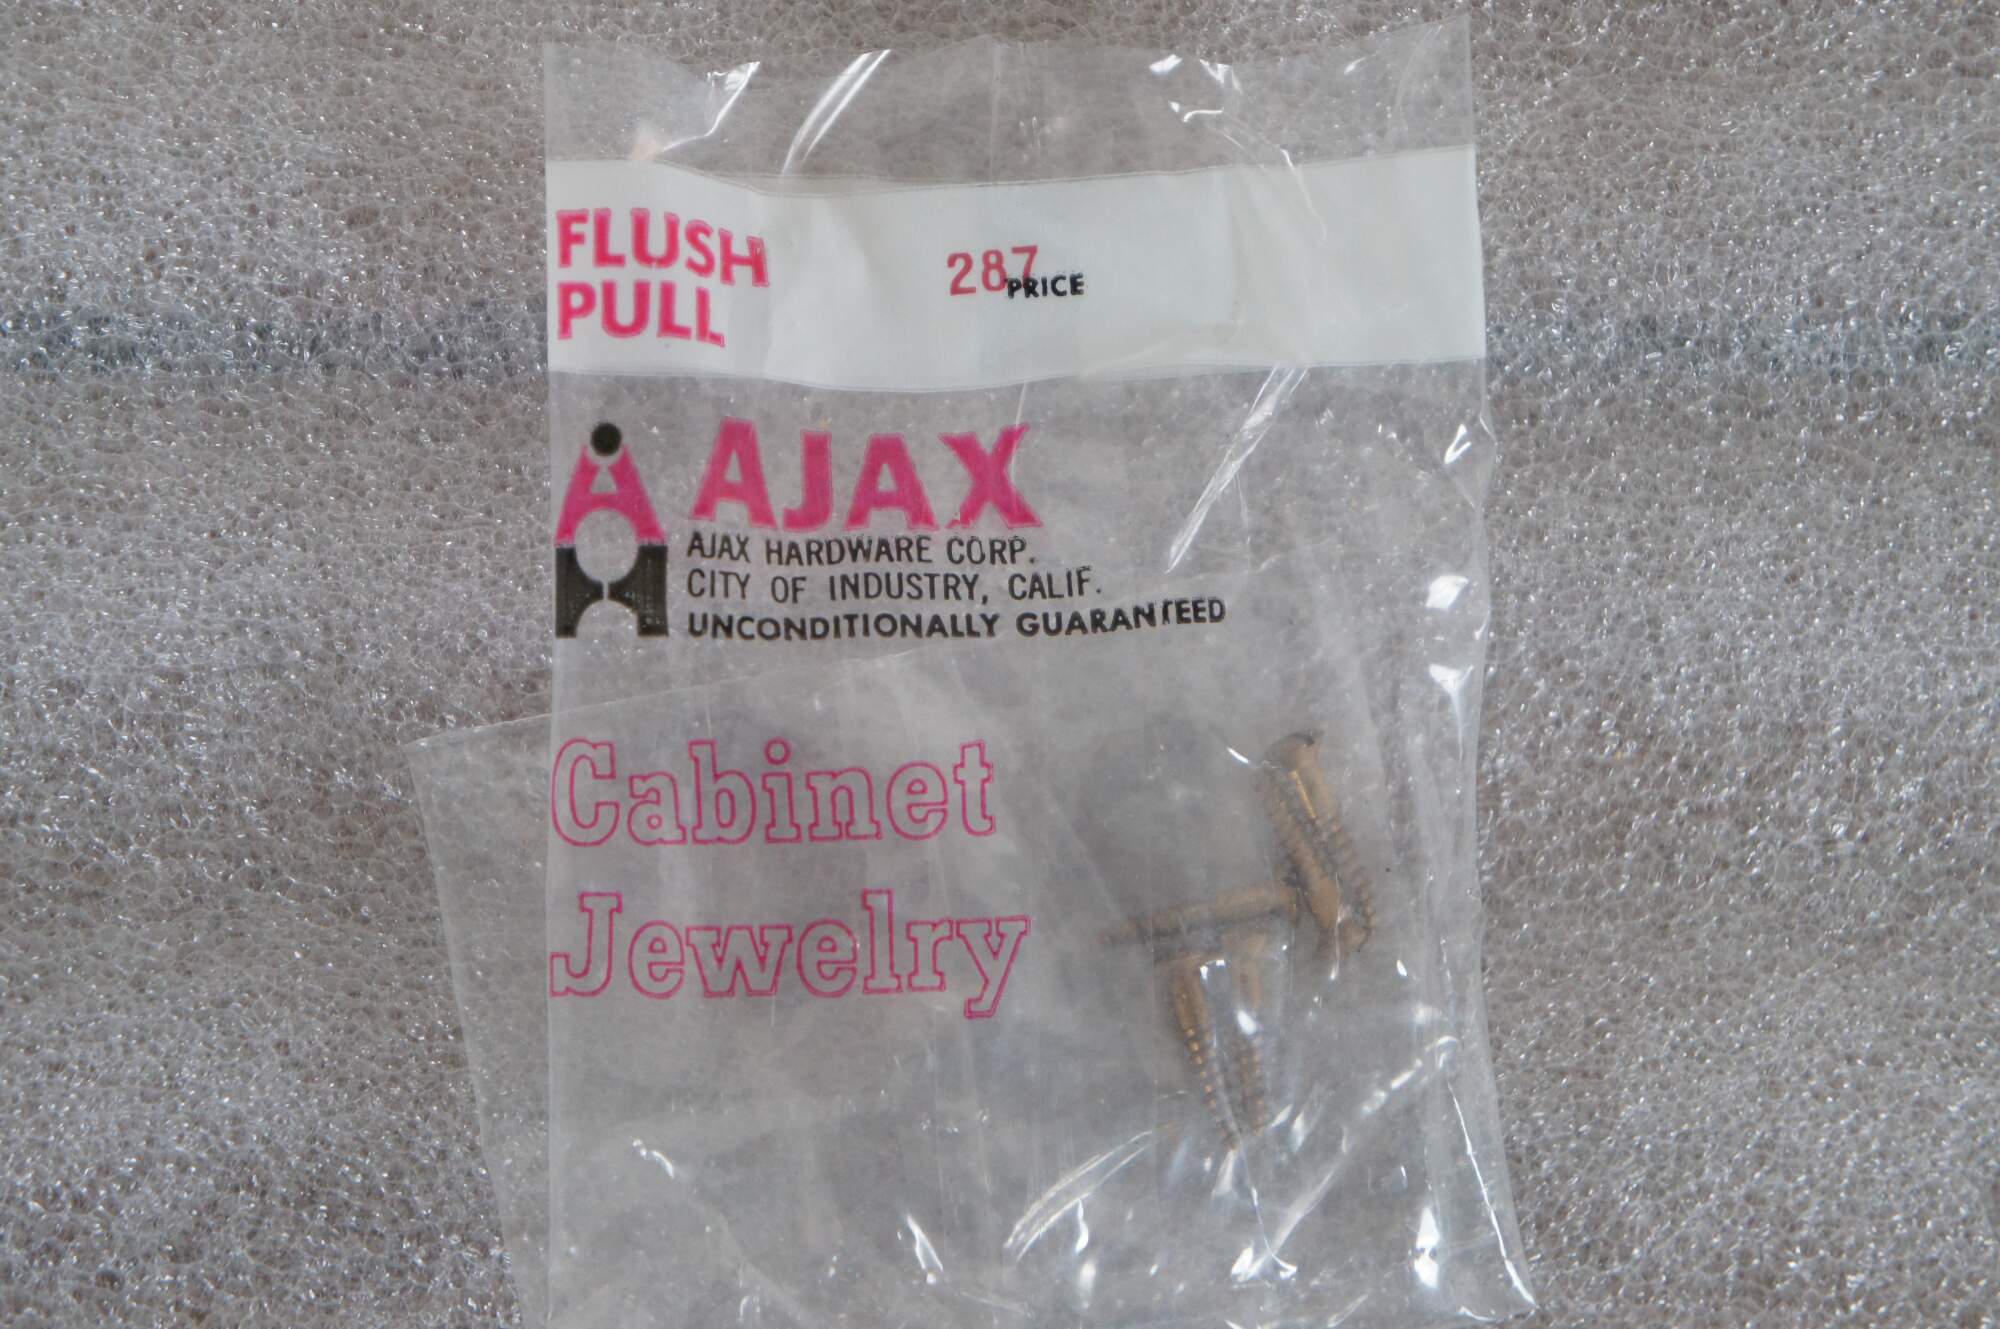 FLUSH
PULL
287
PRICE
AJAX
AJAX HARDWARE CORP.
CITY OF INDUSTRY, CALIF.
UNCONDITIONALLY GUARANTEED
Cabinet
Jewelry